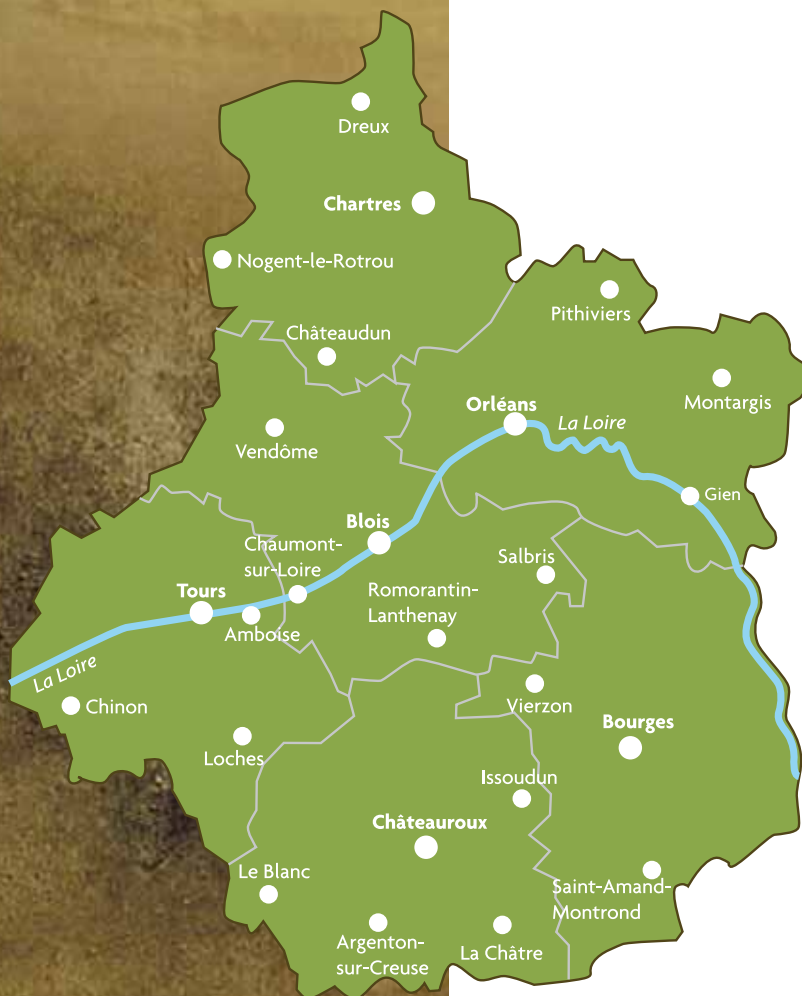 Dreux
Chartres
Nogent-le-Rotrou
Pithiviers
Châteaudun
Montargis
Orléans
La Loire
Vendôme
Gien
Blois
Chaumont-
sur-Loire
Salbris
Tours
Romorantin-
Lanthenay
Amboise
La Loire
Chinon
Vierzon
Bourges
Loches
Issoudun
Châteauroux
Le Blanc
Saint-Amand-
Montrond
Argenton-
sur-Creuse
La Châtre